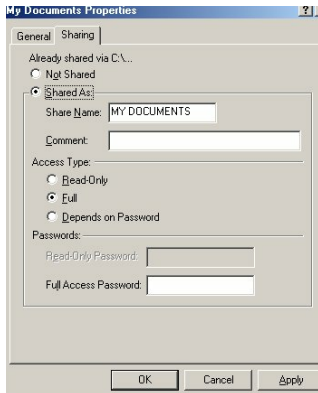 My Documents Properties ?
General Sharing
Already shared via C:\...
Not Shared
Shared As:
Share Name: MY DOCUMENTS
Comment:
Access Type:
Read-Only
Full
Depends on Password
Passwords:
Read-Only Password:
Full Access Password:
OK Cancel Apply